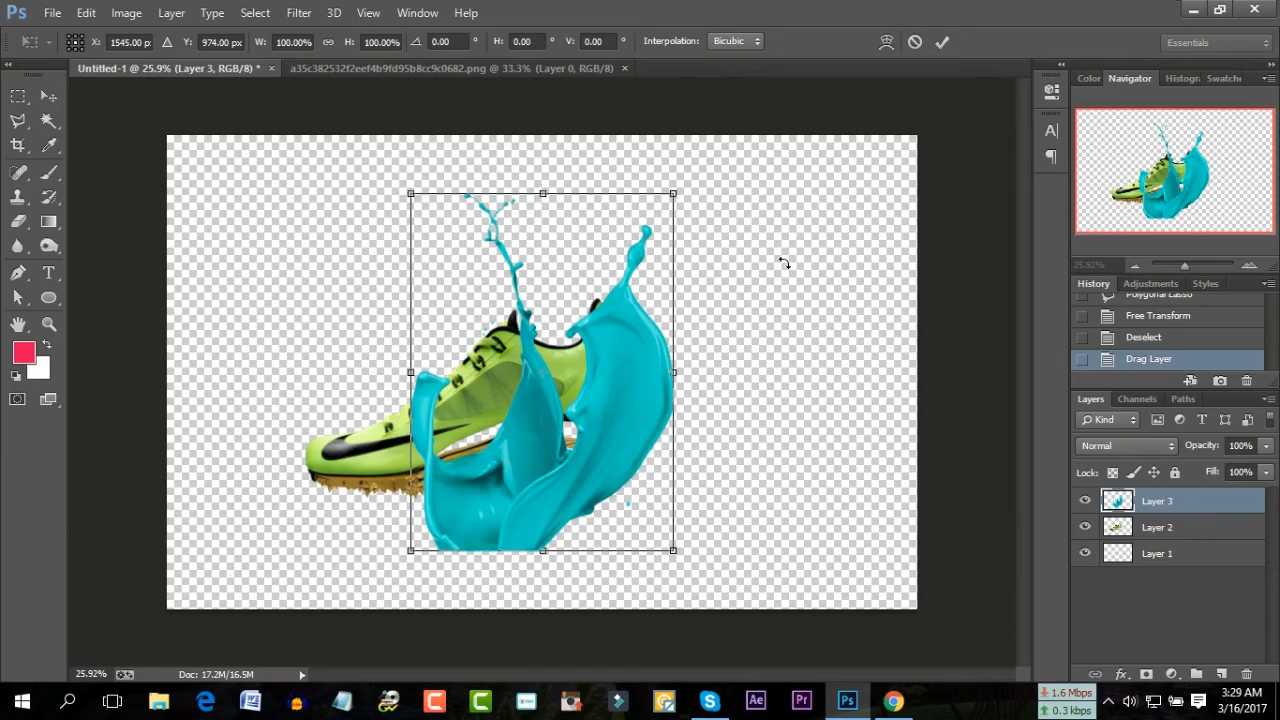 Ps File Edit Image Layer Type Select Filter 3D View Window Help
X: 1545.00 px Y: 974.00 px W: 100.00% H: 100.00% 0.00 ° H: 0.00 ° V: 0.00 ° Interpolation: Bicubic Essentials
Untitled-1 @ 25.9% (Layer 3, RGB/8) * × a35c382532f2eef4b9fd95b8cc9c0682.png @ 33.3% (Layer 0, RGB/8) ×
Color Navigator Histogr Swatche
25.92%
History Adjustments Styles
Polygonal Lasso
Free Transform
Deselect
Drag Layer
Layers Channels Paths
Kind
Normal Opacity: 100%
Lock: Fill: 100%
Layer 3
Layer 2
Layer 1
25.92% Doc: 17.2M/16.5M
Ae Pr Ps
1.6 Mbps
0.3 kbps
3:29 AM
3/16/2017